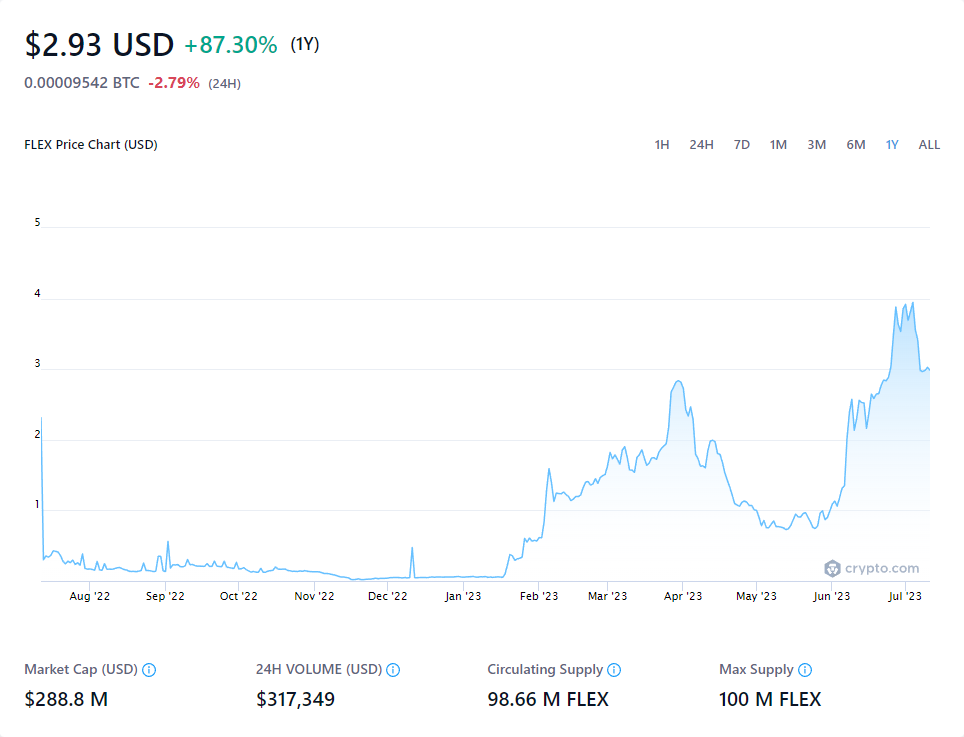 $2.93 USD +87.30% (1Y)
0.00009542 BTC -2.79% (24H)
FLEX Price Chart (USD) 1H 24H 7D 1M 3M 6M 1Y ALL
5
4
3
2
1
crypto.com
Aug '22 Sep '22 Oct '22 Nov '22 Dec '22 Jan '23 Feb '23 Mar '23 Apr '23 May '23 Jun '23 Jul '23
Market Cap (USD) 24H VOLUME (USD) Circulating Supply Max Supply
$288.8 M $317,349 98.66 M FLEX 100 M FLEX